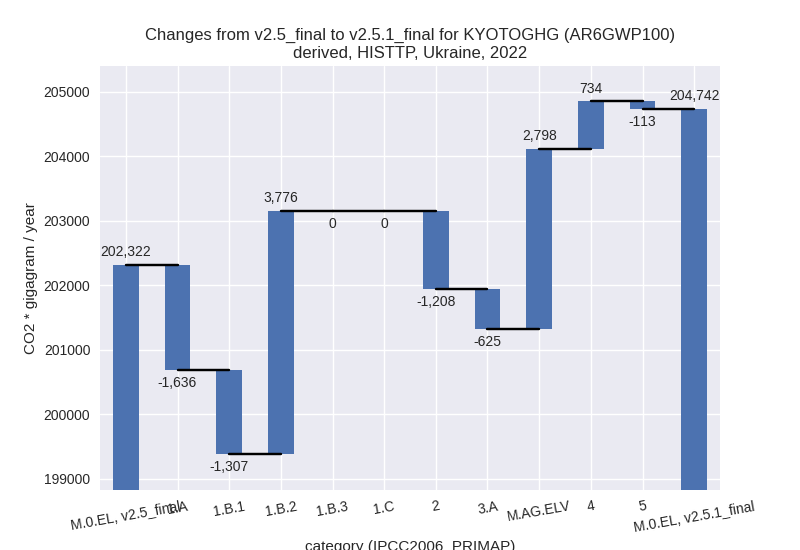 Changes from v2.5_final to v2.5.1_final for KYOTOGHG (AR6GWP100)
derived, HISTTP, Ukraine, 2022
CO2 * gigagram / year
205000
204000
203000
202000
201000
200000
199000
202,322
-1,636
-1,307
3,776
0
0
-1,208
-625
2,798
734
-113
204,742
M.0.EL, v2.5_final
1.A
1.B.1
1.B.2
1.B.3
1.C
2
3.A
M.AG.ELV
4
5
M.0.EL, v2.5.1_final
category (IPCC2006_PRIMAP)